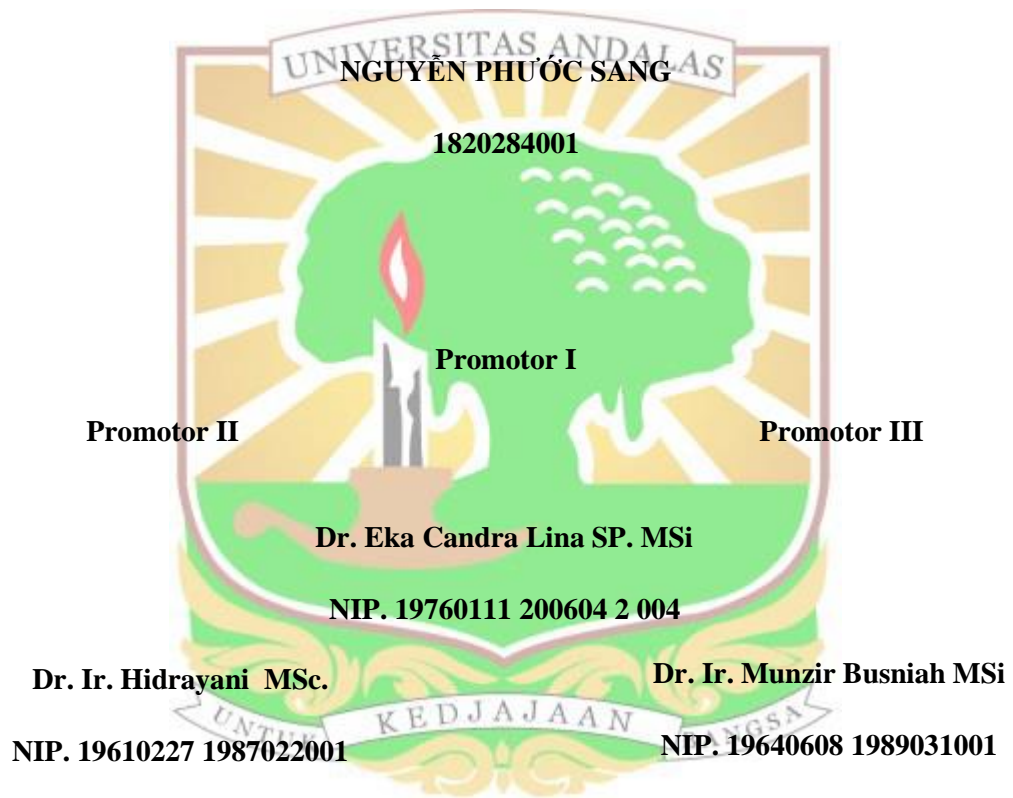 UNIVERSITAS ANDALAS
NGUYỄN PHƯỚC SANG
1820284001
Promotor I
Promotor II
Promotor III
Dr. Eka Candra Lina SP. MSi
NIP. 19760111 200604 2 004
Dr. Ir. Hidrayani MSc.
Dr. Ir. Munzir Busniah MSi
UNTUK KEDJAJAAN BANGSA
NIP. 19610227 1987022001
NIP. 19640608 1989031001